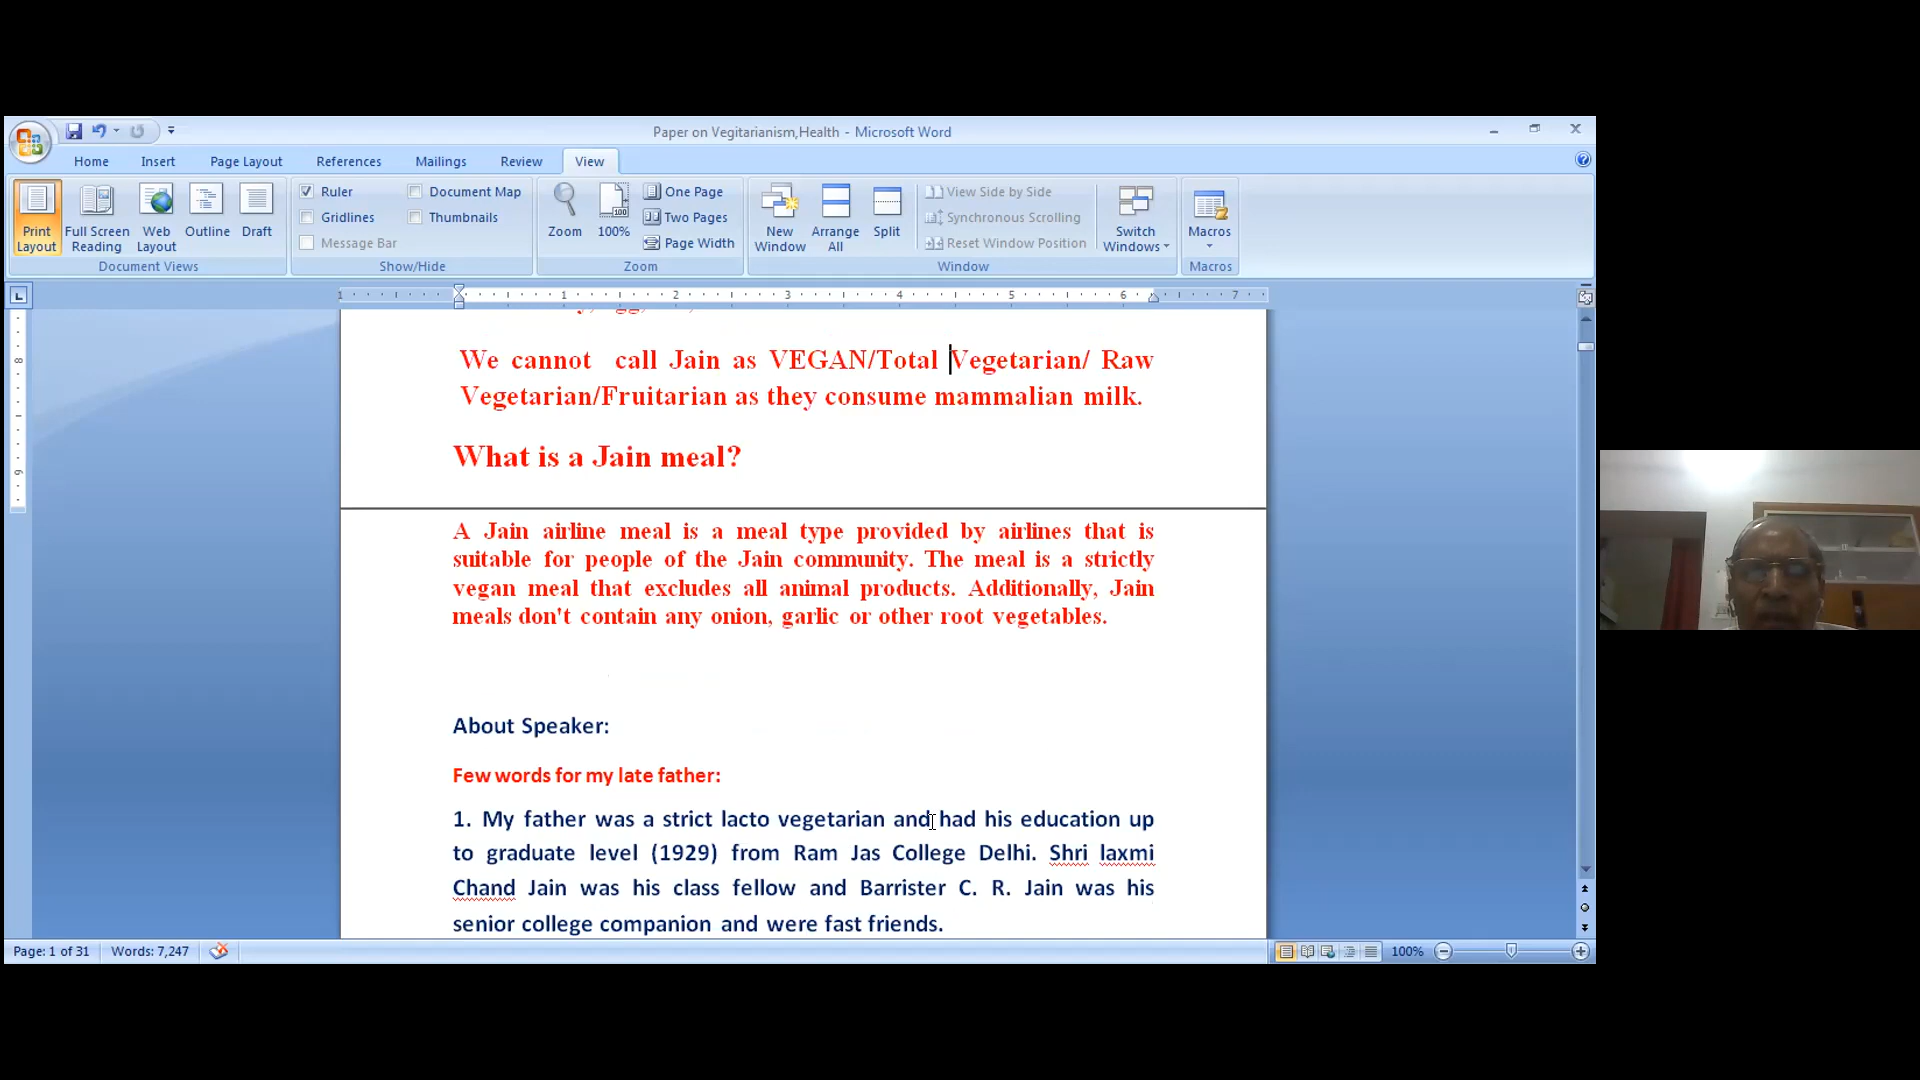 Paper on Vegitarianism,Health - Microsoft Word
Home Insert Page Layout References Mailings Review View
Print Layout
Full Screen Reading
Web Layout
Outline
Draft
Document Views
Ruler
Gridlines
Message Bar
Document Map
Thumbnails
Show/Hide
Zoom
100%
One Page
Two Pages
Page Width
Zoom
New Window
Arrange All
Split
View Side by Side
Synchronous Scrolling
Reset Window Position
Window
Switch Windows
Macros
Macros
1 1 2 3 4 5 6 7
We cannot call Jain as VEGAN/Total Vegetarian/ Raw
Vegetarian/Fruitarian as they consume mammalian milk.
What is a Jain meal?
A Jain airline meal is a meal type provided by airlines that is
suitable for people of the Jain community. The meal is a strictly
vegan meal that excludes all animal products. Additionally, Jain
meals don't contain any onion, garlic or other root vegetables.
About Speaker:
Few words for my late father:
1. My father was a strict lacto vegetarian and had his education up
to graduate level (1929) from Ram Jas College Delhi. Shri laxmi
Chand Jain was his class fellow and Barrister C. R. Jain was his
senior college companion and were fast friends.
Page: 1 of 31 Words: 7,247 100%